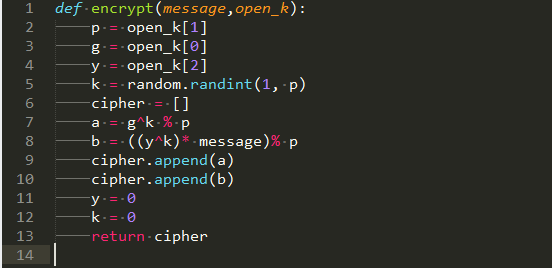 1 def encrypt(message,open_k):
2 p = open_k[1]
3 g = open_k[0]
4 y = open_k[2]
5 k = random.randint(1, p)
6 cipher = []
7 a = g^k % p
8 b = ((y^k)* message)% p
9 cipher.append(a)
10 cipher.append(b)
11 y = 0
12 k = 0
13 return cipher
14